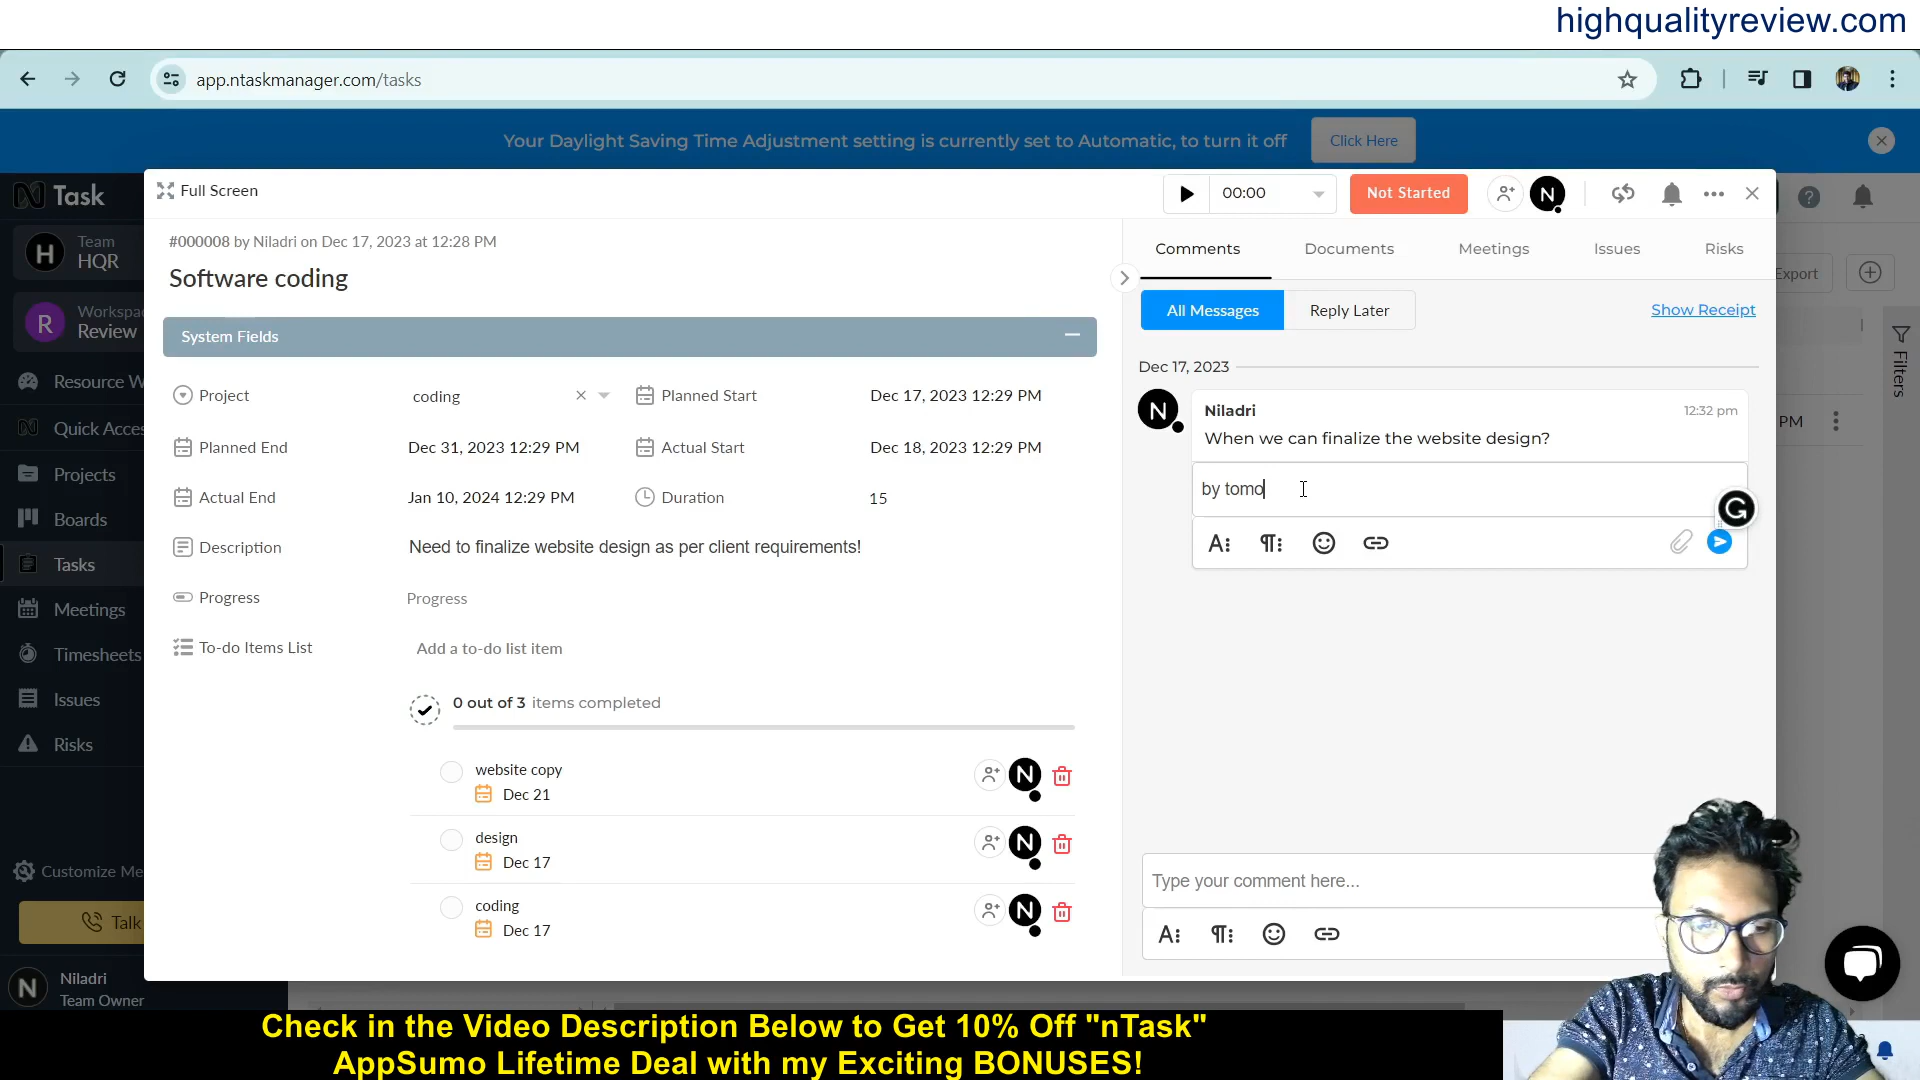 highqualityreview.com
app.ntaskmanager.com/tasks
Your Daylight Saving Time Adjustment setting is currently set to Automatic, to turn it off
Click Here
N Task
Full Screen
00:00
Not Started
N
Team
HQR
H
#000008 by Niladri on Dec 17, 2023 at 12:28 PM
Software coding
Comments
Documents
Meetings
Issues
Risks
Export
R
Workspa
Review
System Fields
All Messages
Reply Later
Show Receipt
Filters
Resource W
Quick Acces
Projects
Boards
Tasks
Meetings
Timesheets
Issues
Risks
Customize Me
Talk
N
Niladri
Team Owner
Project
coding
Planned Start
Dec 17, 2023 12:29 PM
Planned End
Dec 31, 2023 12:29 PM
Actual Start
Dec 18, 2023 12:29 PM
Actual End
Jan 10, 2024 12:29 PM
Duration
15
Description
Need to finalize website design as per client requirements!
Progress
Progress
To-do Items List
Add a to-do list item
0 out of 3 items completed
website copy
Dec 21
N
design
Dec 17
N
coding
Dec 17
N
Dec 17, 2023
N
Niladri
12:32 pm
When we can finalize the website design?
by tomo
G
PM
Type your comment here...
Check in the Video Description Below to Get 10% Off "nTask"
AppSumo Lifetime Deal with my Exciting BONUSES!